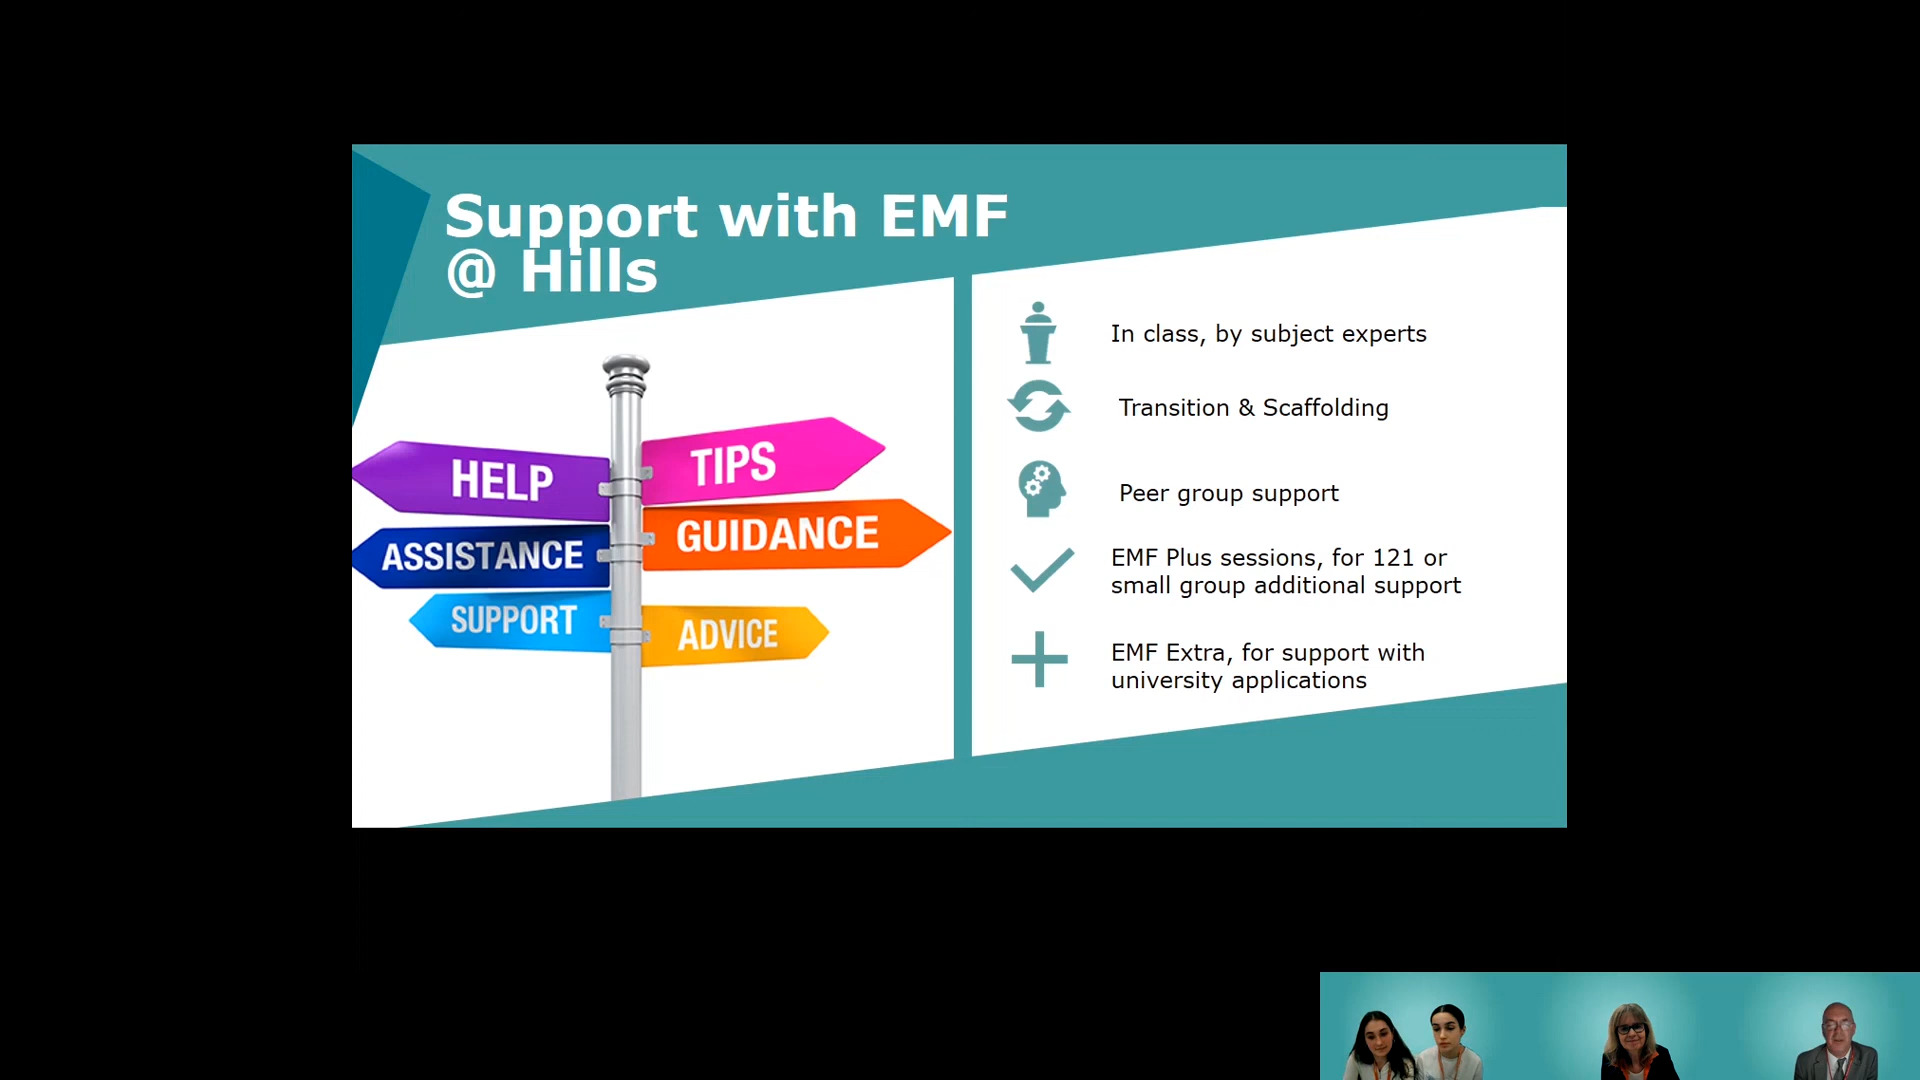 Support with EMF
@ Hills
HELP
TIPS
ASSISTANCE
GUIDANCE
SUPPORT
ADVICE
In class, by subject experts
Transition & Scaffolding
Peer group support
EMF Plus sessions, for 121 or
small group additional support
EMF Extra, for support with
university applications